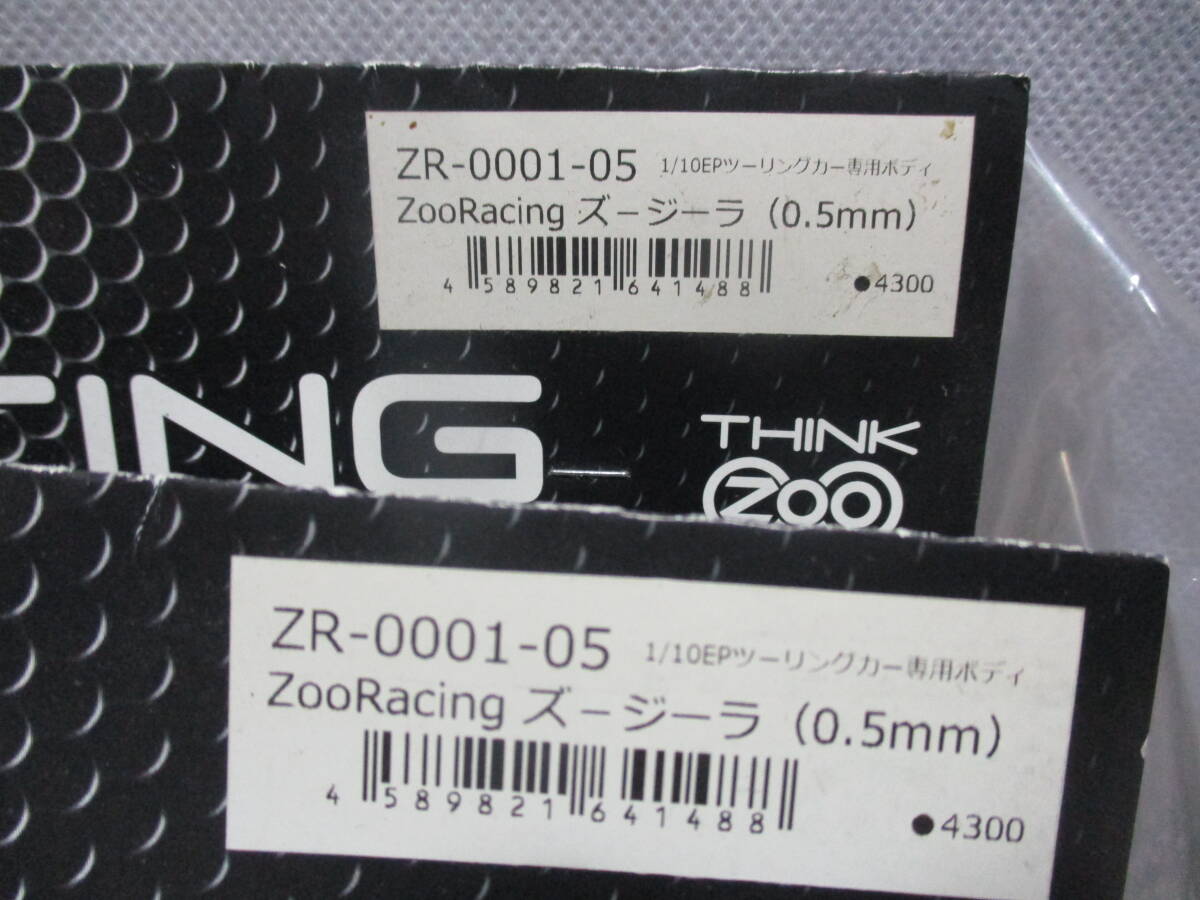 ZR-0001-05 1/10EPツーリングカー専用ボディ
ZooRacing ズージーラ (0.5mm)
4 589821 641488
●4300
TING
THINK
ZOO
ZR-0001-05 1/10EPツーリングカー専用ボディ
ZooRacing ズージーラ (0.5mm)
4 589821 641488
●4300